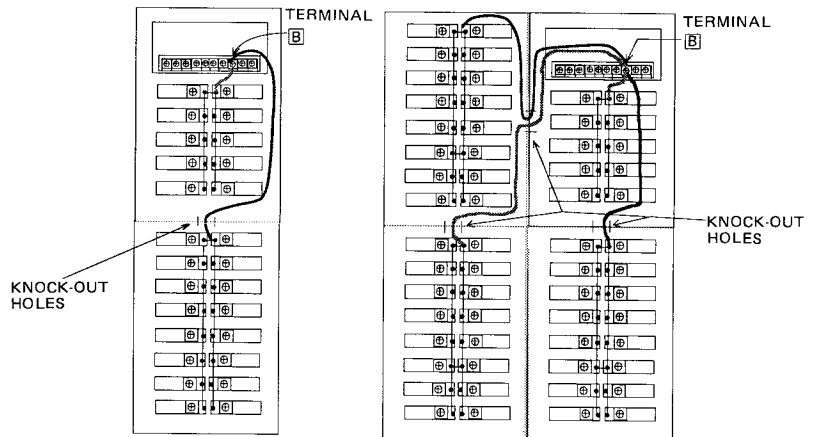 TERMINAL
B
KNOCK-OUT
HOLES
TERMINAL
B
KNOCK-OUT
HOLES